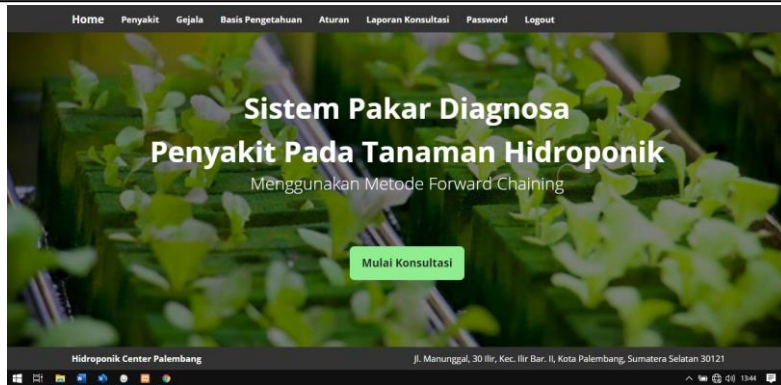 Home Penyakit Gejala Basis Pengetahuan Aturan Laporan Konsultasi Password Logout
Sistem Pakar Diagnosa
Penyakit Pada Tanaman Hidroponik
Menggunakan Metode Forward Chaining
Mulai Konsultasi
Hidroponik Center Palembang Jl. Manunggal, 30 Ilir, Kec. Ilir Bar. II, Kota Palembang, Sumatera Selatan 30121
13:44